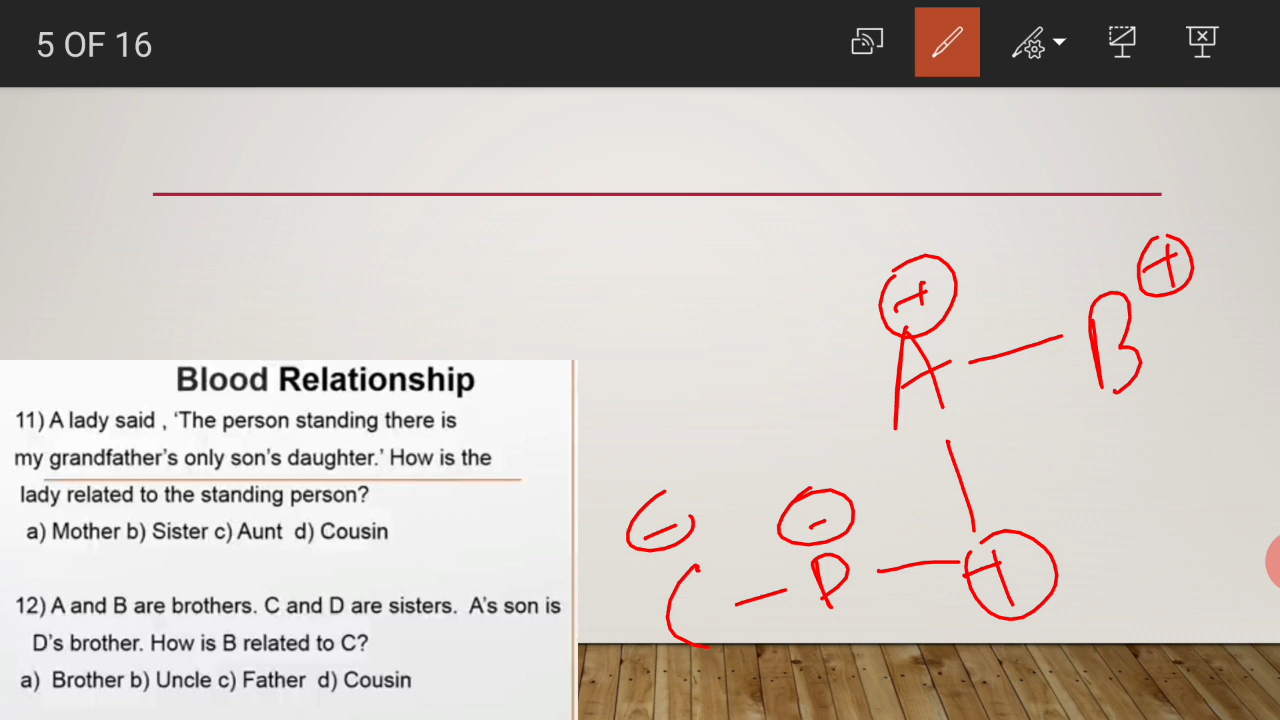 5 OF 16
Blood Relationship
11) A lady said , ‘The person standing there is
my grandfather’s only son’s daughter.’ How is the
lady related to the standing person?
a) Mother b) Sister c) Aunt d) Cousin
12) A and B are brothers. C and D are sisters. A’s son is
D’s brother. How is B related to C?
a) Brother b) Uncle c) Father d) Cousin
+ +
A – B
– –
C – D – +